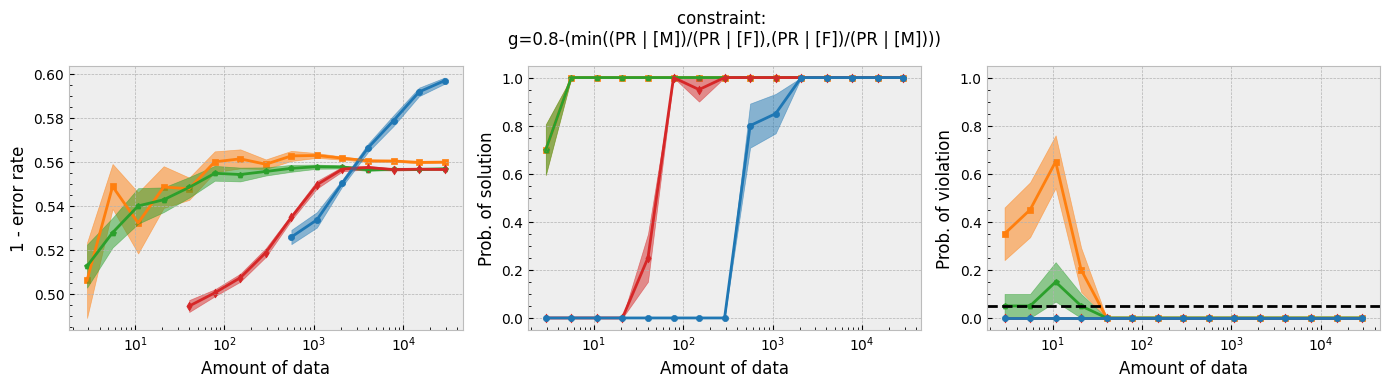 constraint:
g=0.8-(min((PR | [M])/(PR | [F]),(PR | [F])/(PR | [M])))
1 - error rate
0.60
0.58
0.56
0.54
0.52
0.50
10¹ 10² 10³ 10⁴
Amount of data
Prob. of solution
1.0
0.8
0.6
0.4
0.2
0.0
10¹ 10² 10³ 10⁴
Amount of data
Prob. of violation
1.0
0.8
0.6
0.4
0.2
0.0
10¹ 10² 10³ 10⁴
Amount of data